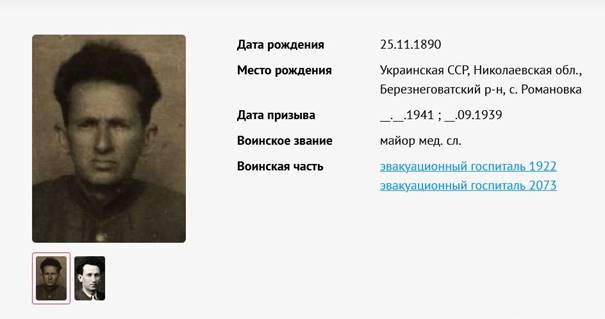 Дата рождения 25.11.1890
Место рождения Украинская ССР, Николаевская обл.,
Березнеговатский р-н, с. Романовка
Дата призыва __.__.1941 ; __.09.1939
Воинское звание майор мед. сл.
Воинская часть эвакуационный госпиталь 1922
эвакуационный госпиталь 2073